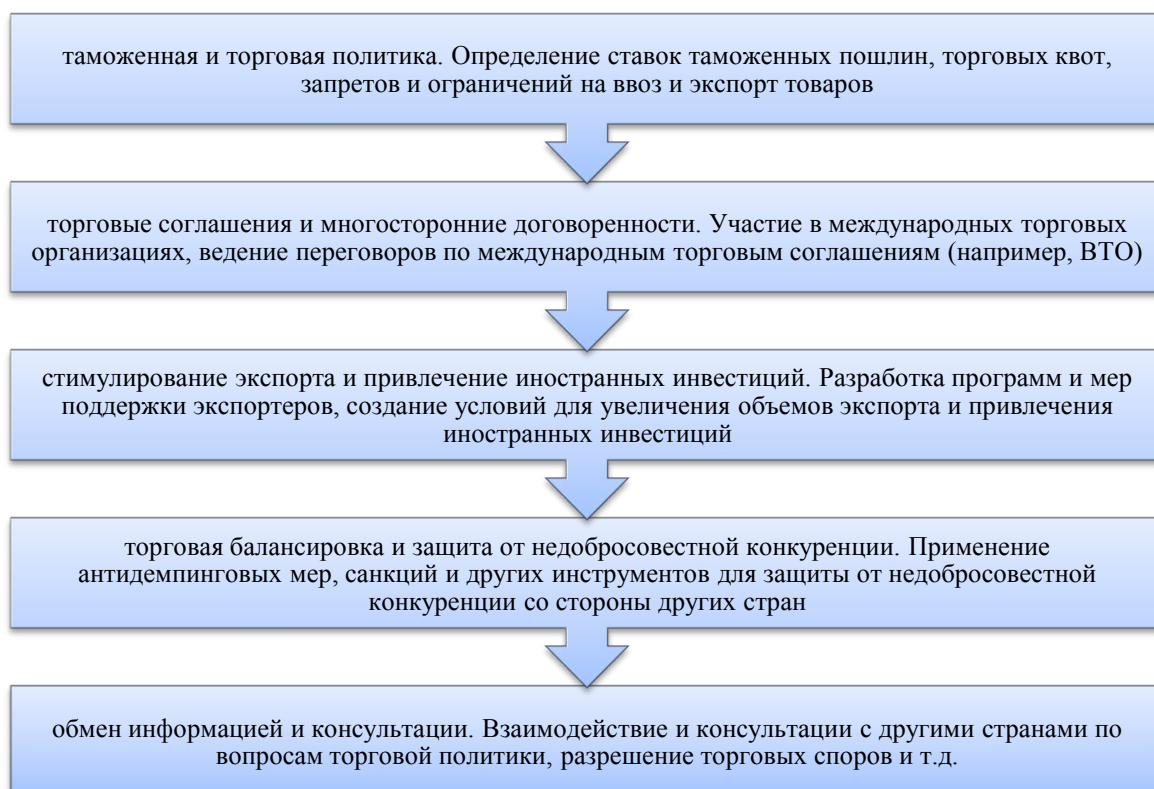 таможенная и торговая политика. Определение ставок таможенных пошлин, торговых квот,
запретов и ограничений на ввоз и экспорт товаров
торговые соглашения и многосторонние договоренности. Участие в международных торговых
организациях, ведение переговоров по международным торговым соглашениям (например, ВТО)
стимулирование экспорта и привлечение иностранных инвестиций. Разработка программ и мер
поддержки экспортеров, создание условий для увеличения объемов экспорта и привлечения
иностранных инвестиций
торговая балансировка и защита от недобросовестной конкуренции. Применение
антидемпинговых мер, санкций и других инструментов для защиты от недобросовестной
конкуренции со стороны других стран
обмен информацией и консультации. Взаимодействие и консультации с другими странами по
вопросам торговой политики, разрешение торговых споров и т.д.